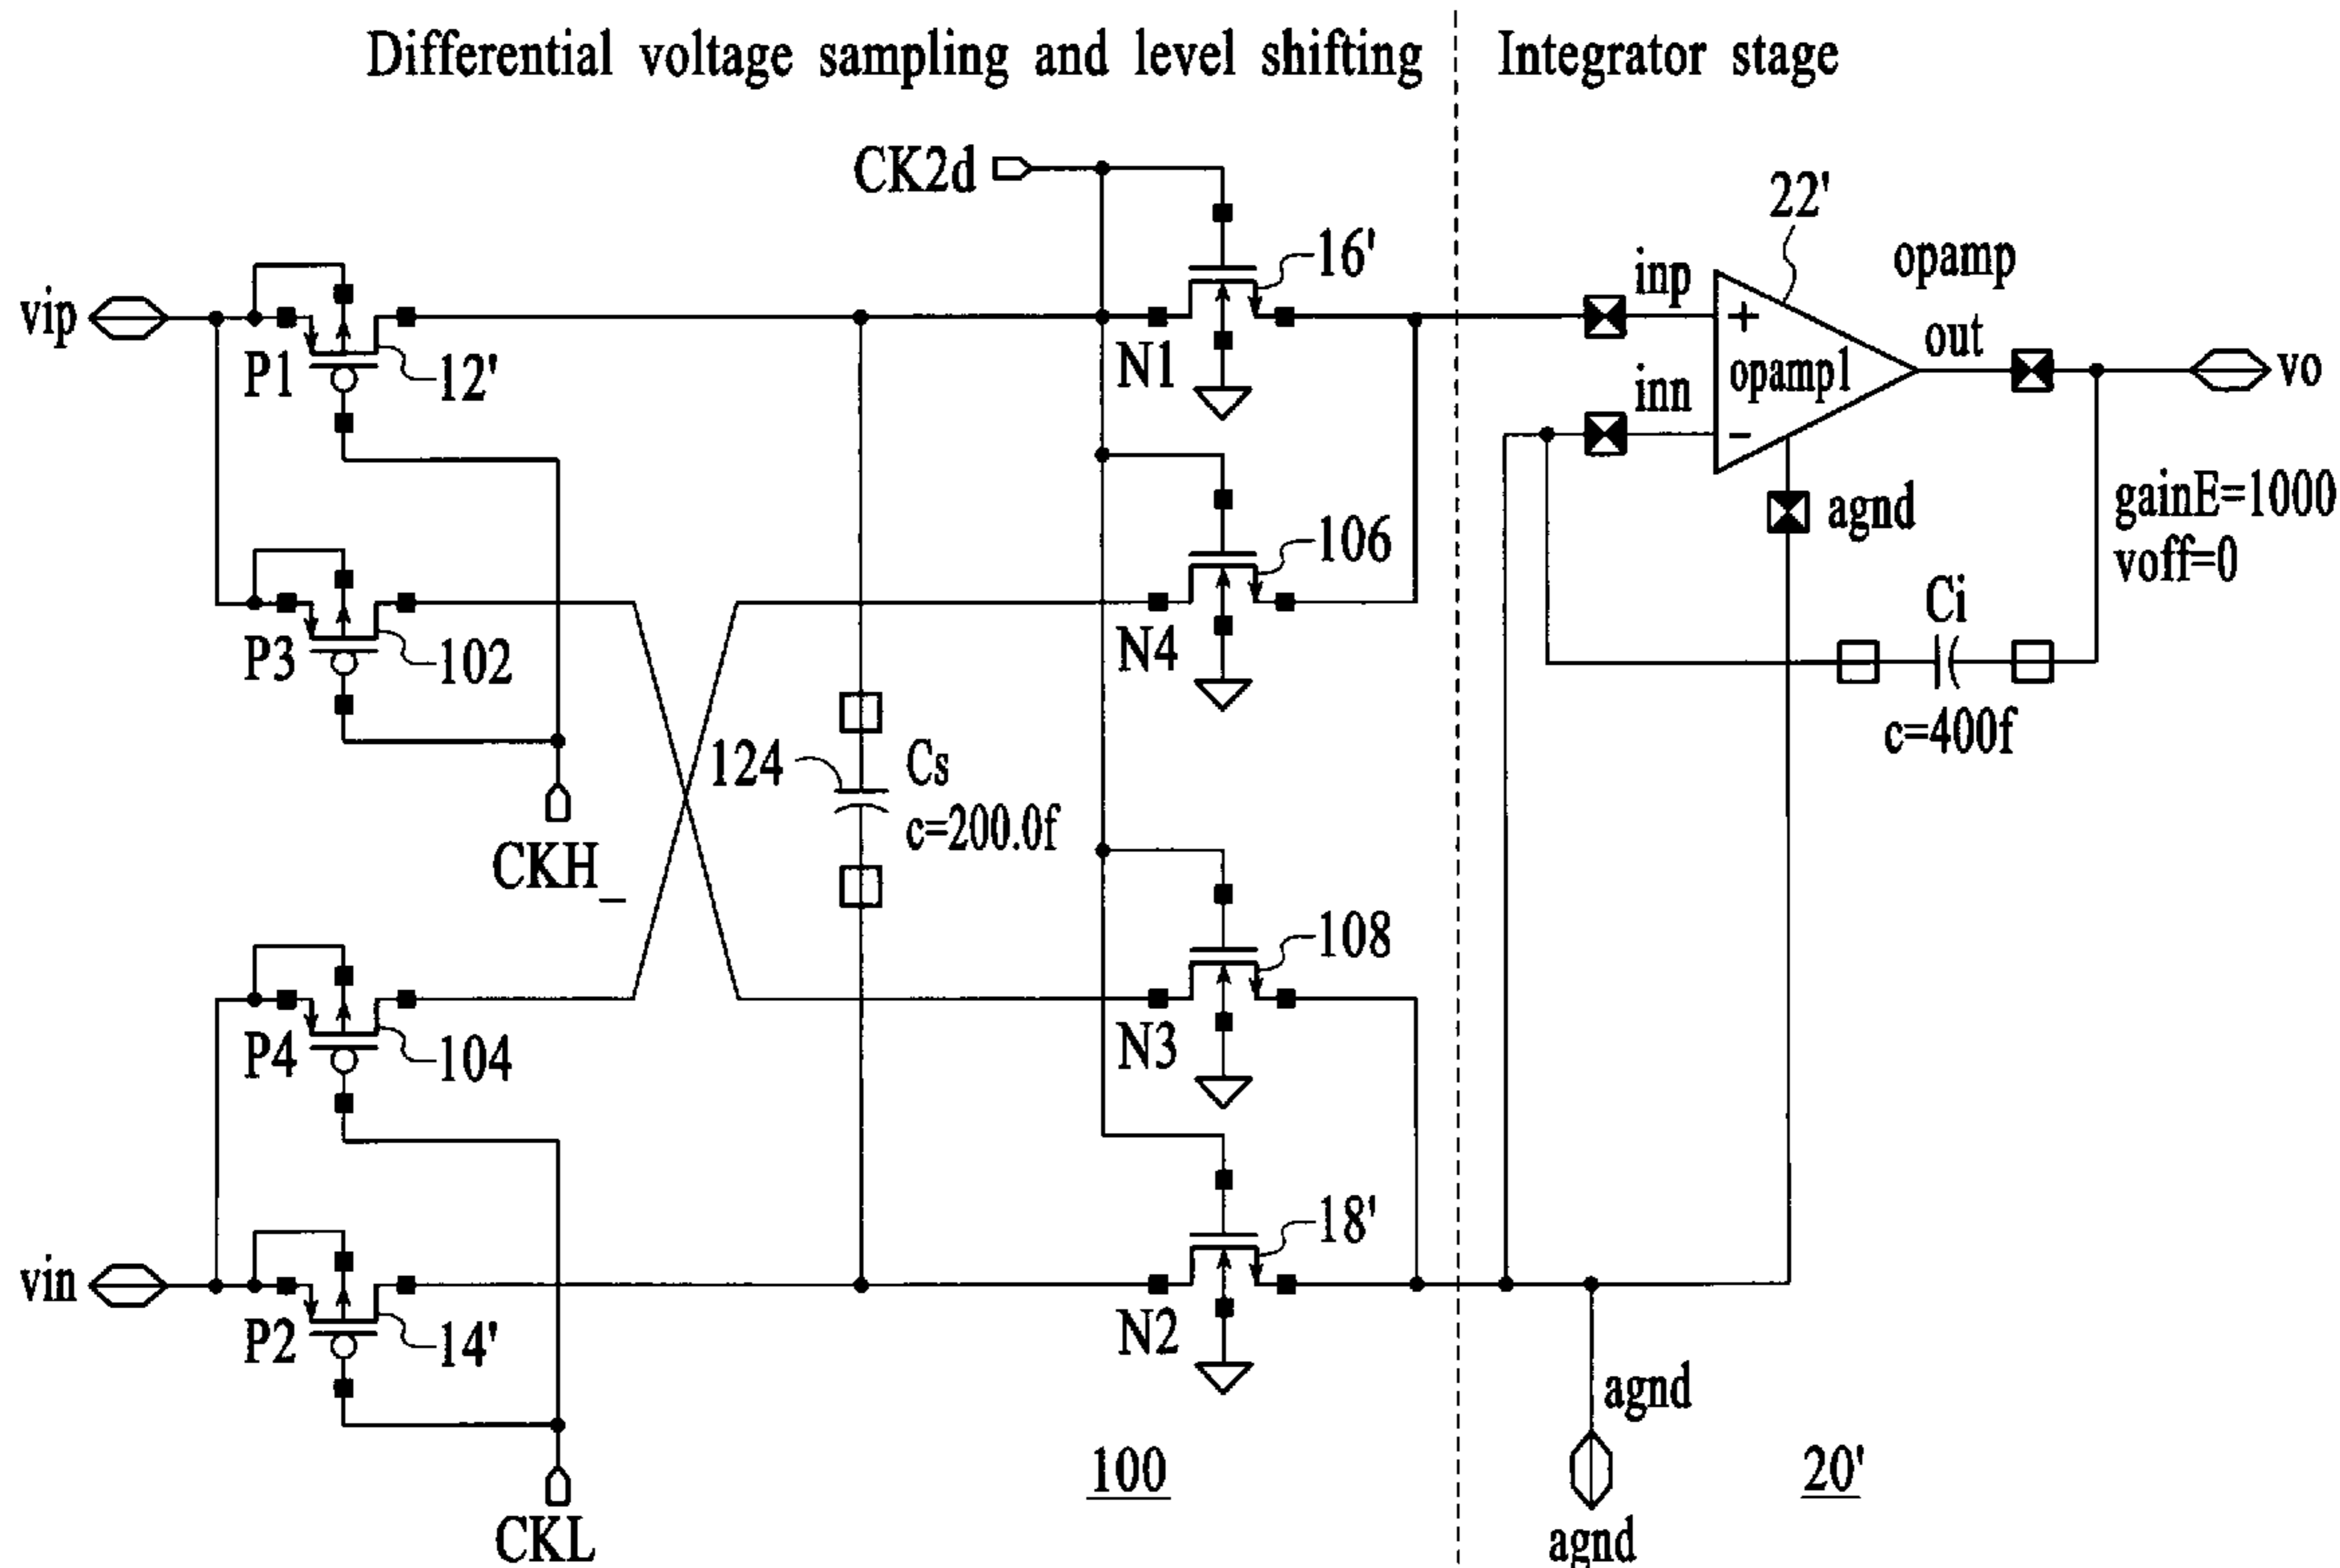 Differential voltage sampling and level shifting
Integrator stage
CK2d
22'
16'
opamp
inp
vip
+
out
P1
12'
N1
opamp1
vo
inn
-
agnd
gainE=1000
voff=0
106
Ci
P3
102
N4
c=400f
124
Cs
c=200.0f
CKH_
108
P4
104
N3
18'
vin
P2
14'
N2
agnd
100
20'
CKL
agnd